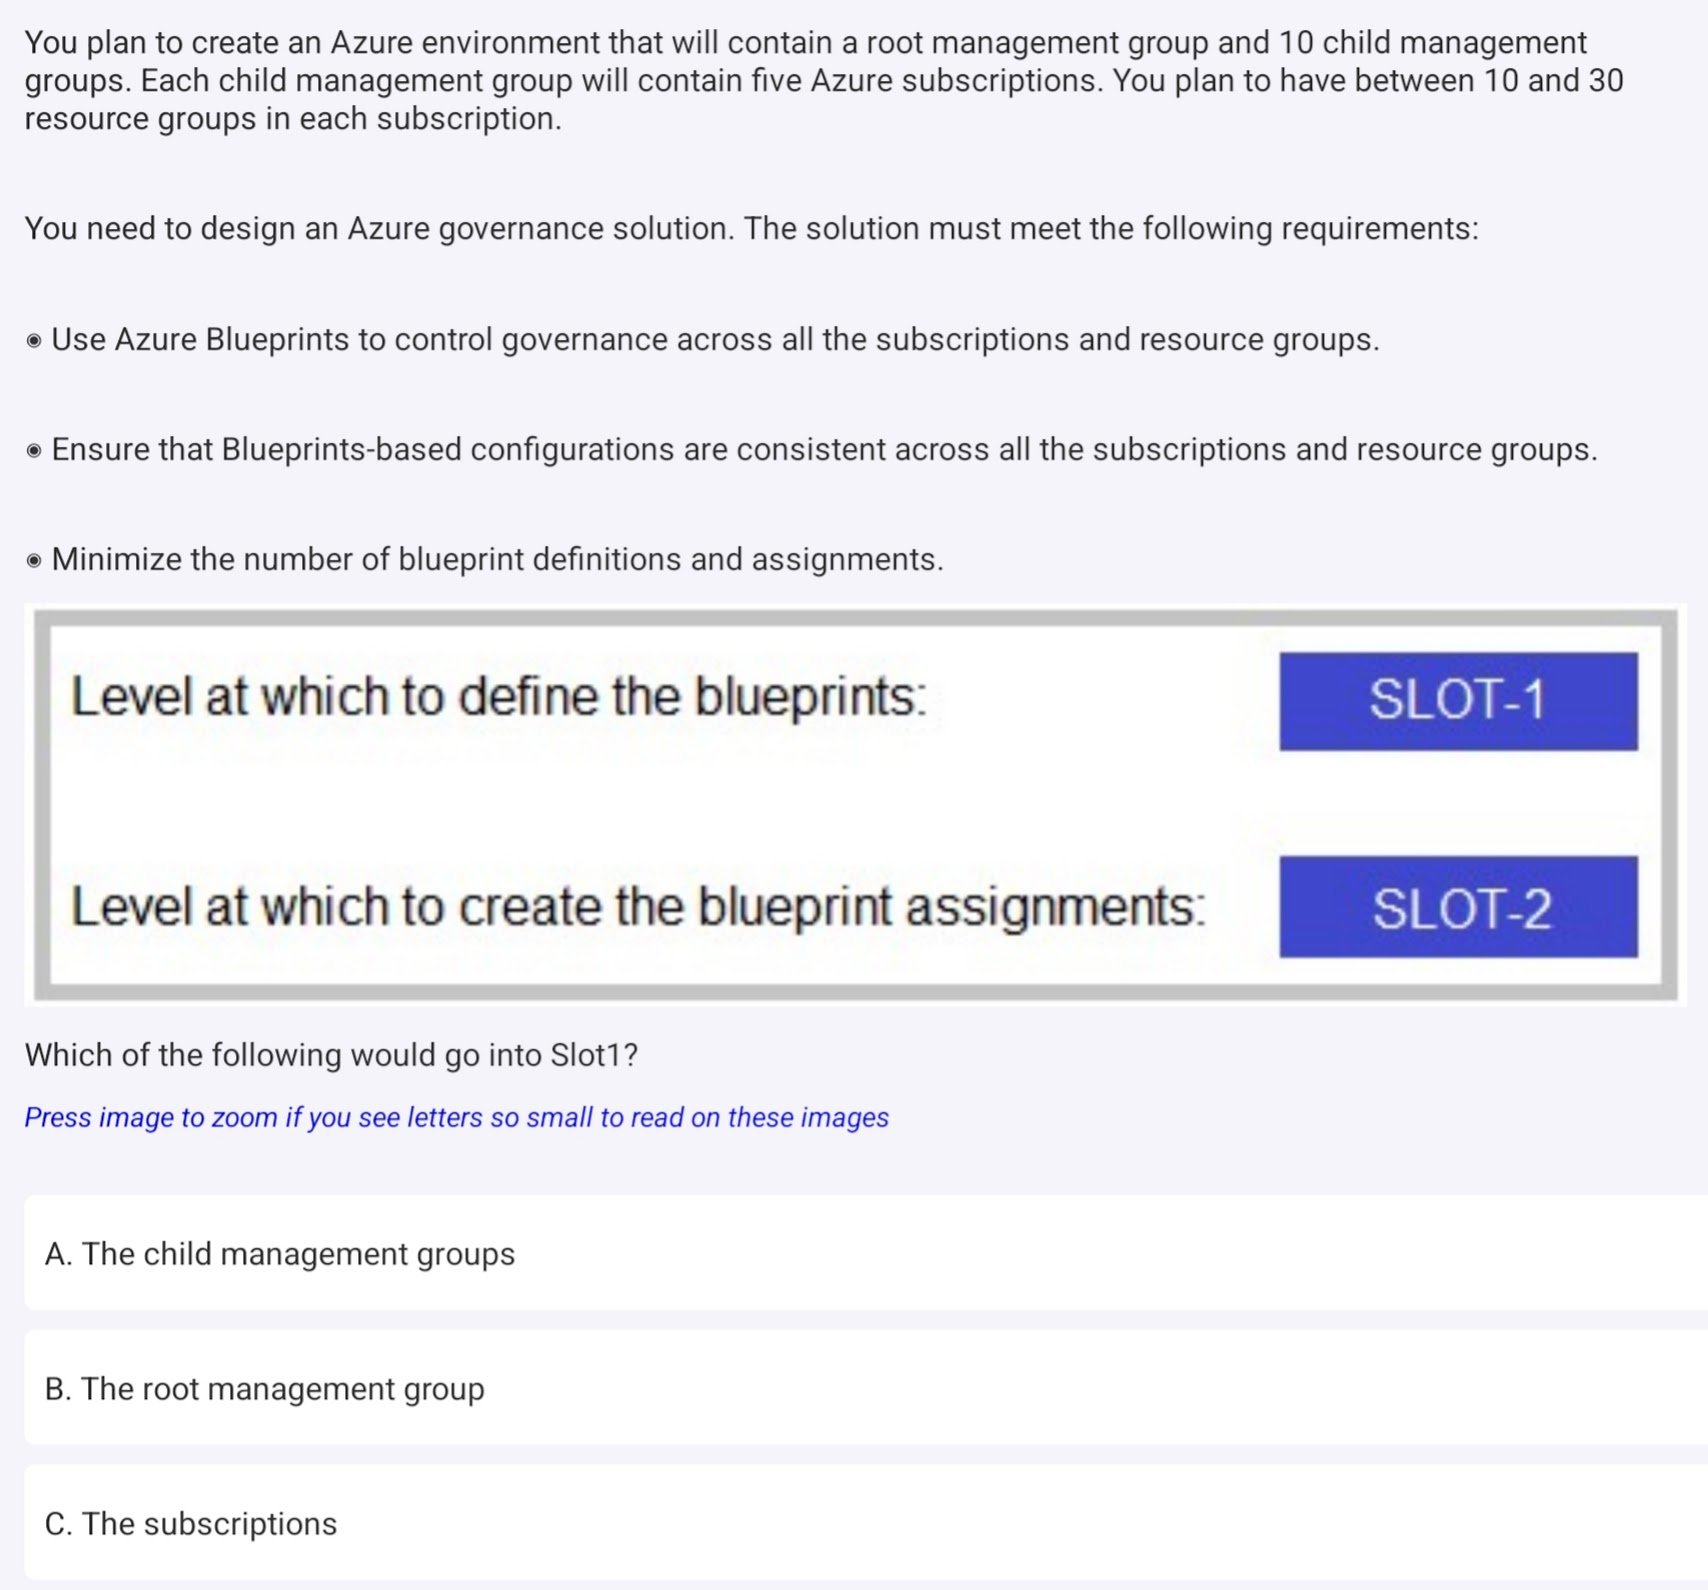 You plan to create an Azure environment that will contain a root management group and 10 child management
groups. Each child management group will contain five Azure subscriptions. You plan to have between 10 and 30
resource groups in each subscription.
You need to design an Azure governance solution. The solution must meet the following requirements:
◉ Use Azure Blueprints to control governance across all the subscriptions and resource groups.
◉ Ensure that Blueprints-based configurations are consistent across all the subscriptions and resource groups.
◉ Minimize the number of blueprint definitions and assignments.
Level at which to define the blueprints: SLOT-1
Level at which to create the blueprint assignments: SLOT-2
Which of the following would go into Slot1?
Press image to zoom if you see letters so small to read on these images
A. The child management groups
B. The root management group
C. The subscriptions